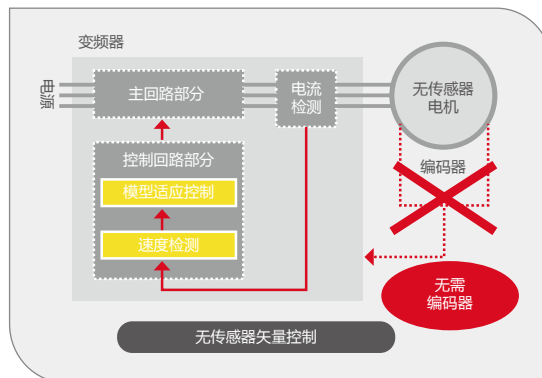 变频器
电源
主回路部分
电流
检测
无传感器
电机
控制回路部分
编码器
模型适应控制
速度检测
无需
编码器
无传感器矢量控制